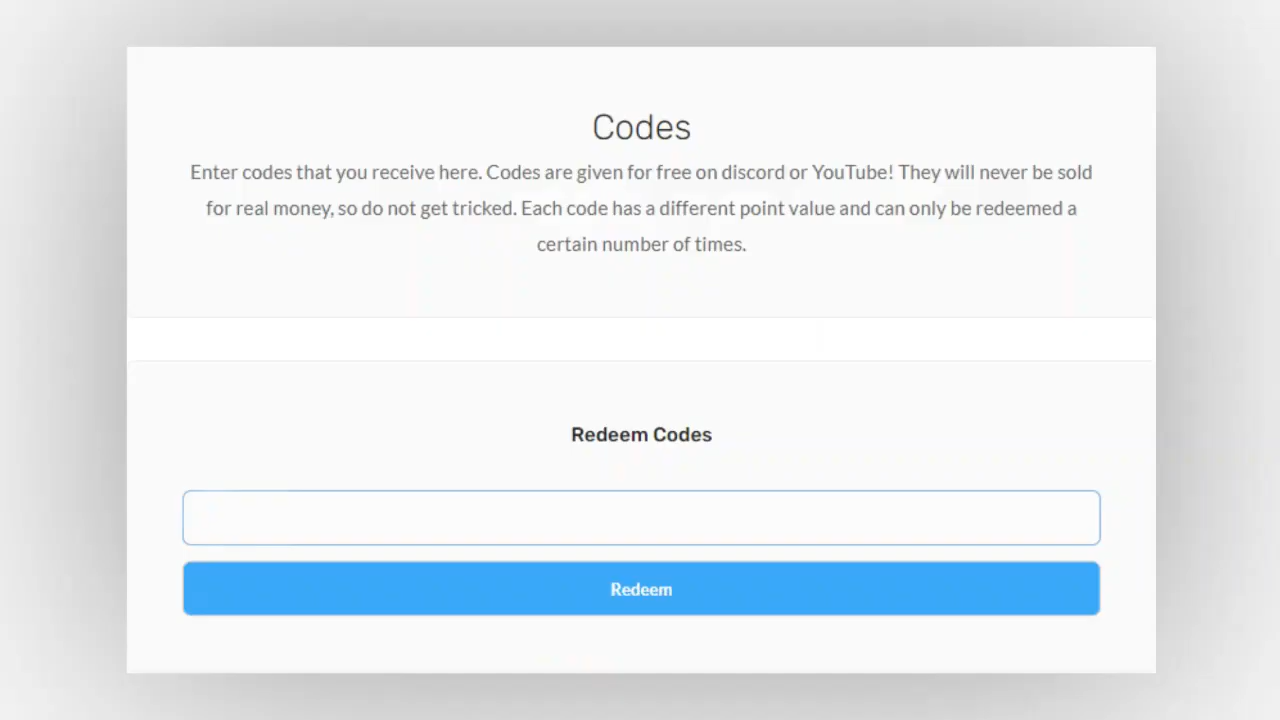 Codes
Enter codes that you receive here. Codes are given for free on discord or YouTube! They will never be sold
for real money, so do not get tricked. Each code has a different point value and can only be redeemed a
certain number of times.
Redeem Codes
Redeem